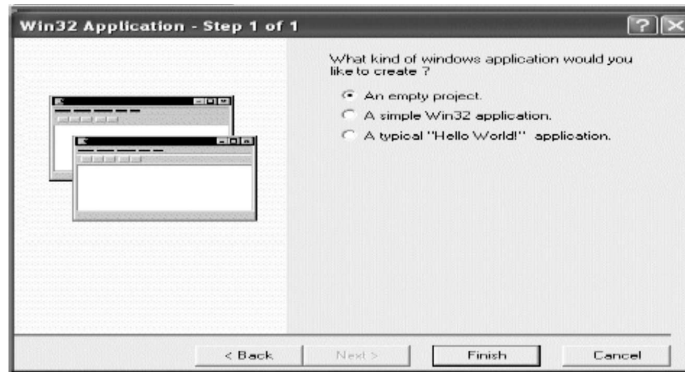 Win32 Application - Step 1 of 1
What kind of windows application would you
like to create ?
An empty project.
A simple Win32 application.
A typical "Hello World!" application.
< Back
Next >
Finish
Cancel